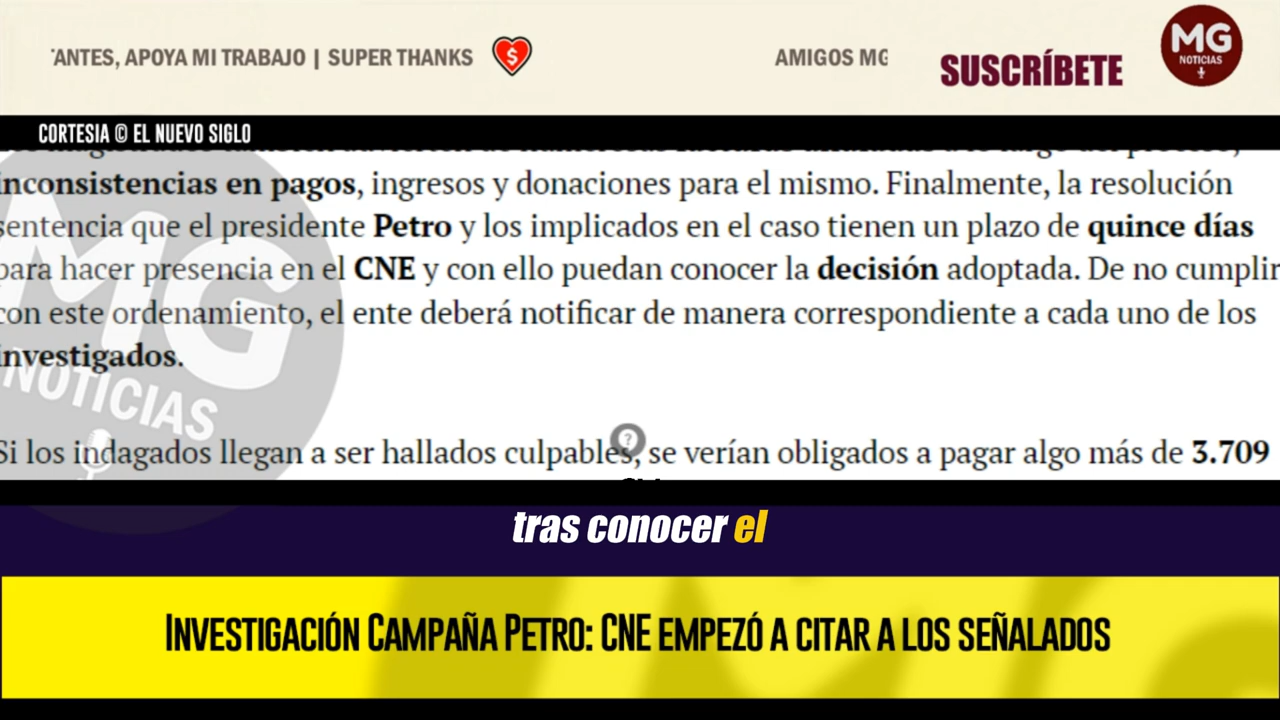 'ANTES, APOYA MI TRABAJO | SUPER THANKS
AMIGOS MG
SUSCRÍBETE
MG
NOTICIAS
CORTESIA © EL NUEVO SIGLO
inconsistencias en pagos, ingresos y donaciones para el mismo. Finalmente, la resolución
sentencia que el presidente Petro y los implicados en el caso tienen un plazo de quince días
para hacer presencia en el CNE y con ello puedan conocer la decisión adoptada. De no cumplir
con este ordenamiento, el ente deberá notificar de manera correspondiente a cada uno de los
investigados.
MG
NOTICIAS
Si los indagados llegan a ser hallados culpables, se verían obligados a pagar algo más de 3.709
tras conocer el
INVESTIGACIÓN CAMPAÑA PETRO: CNE EMPEZÓ A CITAR A LOS SEÑALADOS